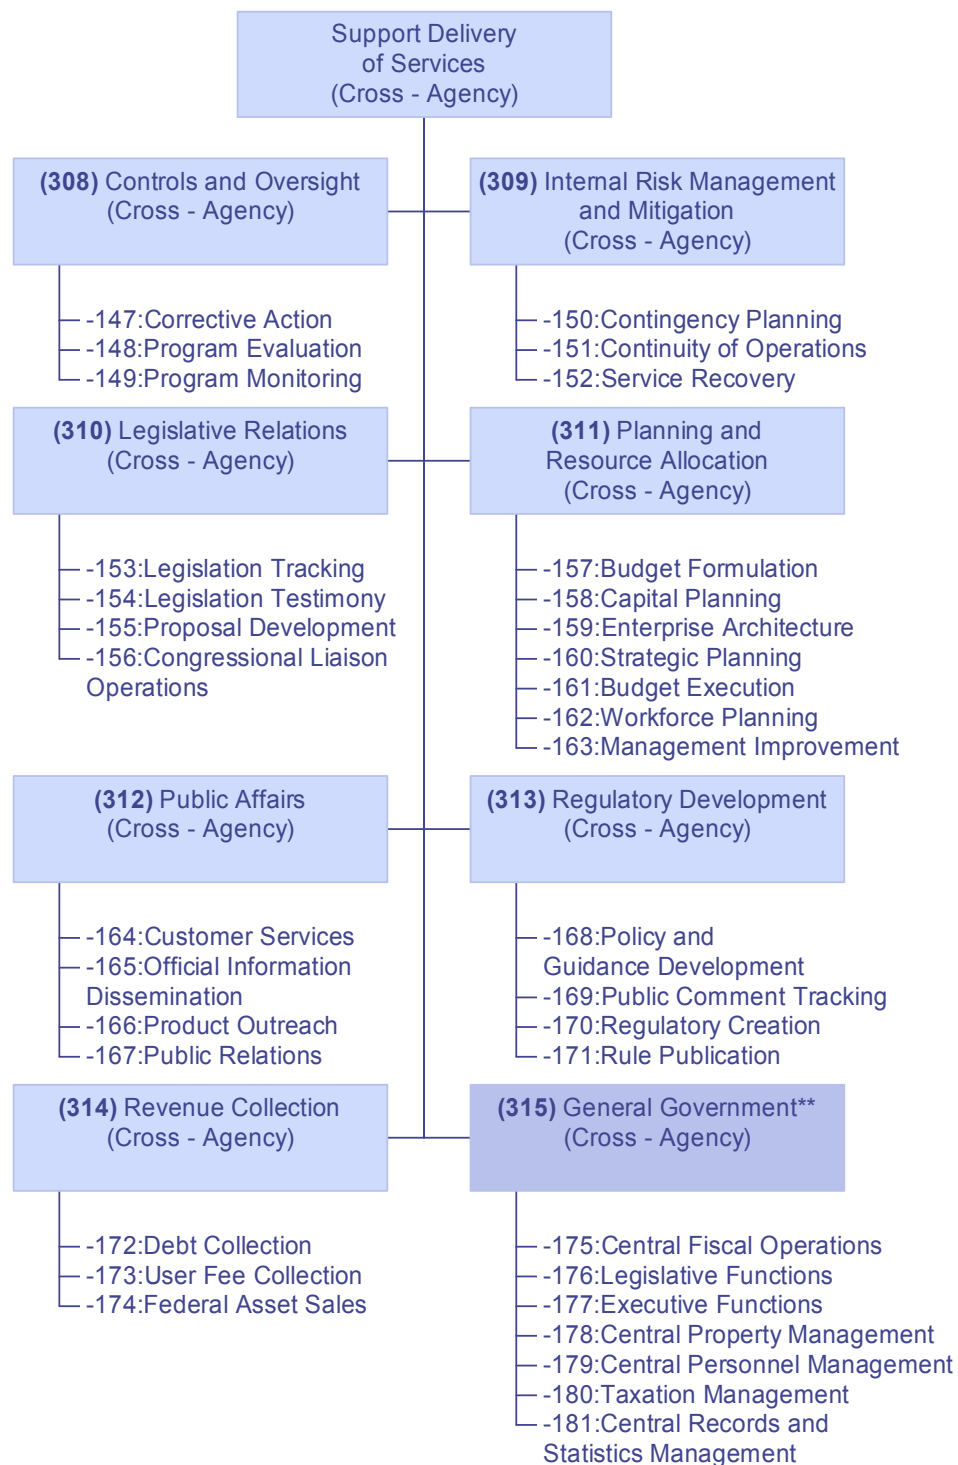 Support Delivery
of Services
(Cross - Agency)
(308) Controls and Oversight
(Cross - Agency)
-147:Corrective Action
-148:Program Evaluation
-149:Program Monitoring
(309) Internal Risk Management
and Mitigation
(Cross - Agency)
-150:Contingency Planning
-151:Continuity of Operations
-152:Service Recovery
(310) Legislative Relations
(Cross - Agency)
-153:Legislation Tracking
-154:Legislation Testimony
-155:Proposal Development
-156:Congressional Liaison
Operations
(311) Planning and
Resource Allocation
(Cross - Agency)
-157:Budget Formulation
-158:Capital Planning
-159:Enterprise Architecture
-160:Strategic Planning
-161:Budget Execution
-162:Workforce Planning
-163:Management Improvement
(312) Public Affairs
(Cross - Agency)
-164:Customer Services
-165:Official Information
Dissemination
-166:Product Outreach
-167:Public Relations
(313) Regulatory Development
(Cross - Agency)
-168:Policy and
Guidance Development
-169:Public Comment Tracking
-170:Regulatory Creation
-171:Rule Publication
(314) Revenue Collection
(Cross - Agency)
-172:Debt Collection
-173:User Fee Collection
-174:Federal Asset Sales
(315) General Government**
(Cross - Agency)
-175:Central Fiscal Operations
-176:Legislative Functions
-177:Executive Functions
-178:Central Property Management
-179:Central Personnel Management
-180:Taxation Management
-181:Central Records and
Statistics Management